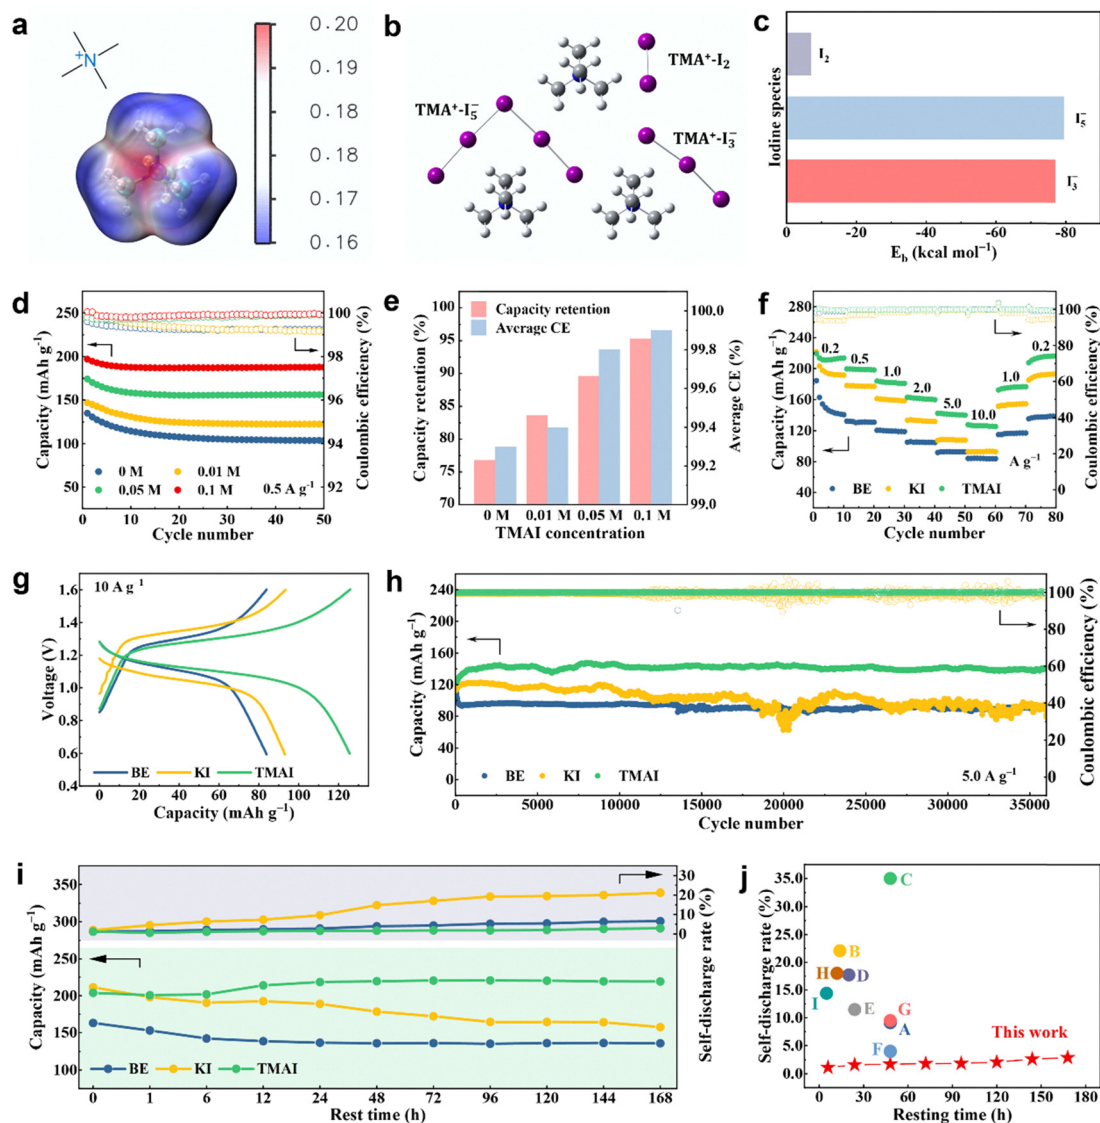 a
+N
0.20
0.19
0.18
0.17
0.16
b
TMA⁺-I₂
TMA⁺-I₅⁻
TMA⁺-I₃⁻
c
Iodine species
I₂
I₅⁻
I₃⁻
0 -20 -40 -60 -80
E_b (kcal mol⁻¹)
d
Capacity (mAh g⁻¹)
250
200
150
100
50
100
98
96
94
92
Coulombic efficiency (%)
0 M 0.01 M
0.05 M 0.1 M
0.5 A g⁻¹
0 10 20 30 40 50
Cycle number
e
Capacity retention (%)
100
95
90
85
80
75
70
Capacity retention
Average CE
100.0
99.8
99.6
99.4
99.2
99.0
Average CE (%)
0 M 0.01 M 0.05 M 0.1 M
TMAI concentration
f
Capacity (mAh g⁻¹)
280
240
200
160
120
80
40
0.2
0.5
1.0
2.0
5.0
10.0
1.0
0.2
A g⁻¹
BE KI TMAI
100
80
60
40
20
0
Coulombic efficiency (%)
0 10 20 30 40 50 60 70 80
Cycle number
g
10 A g⁻¹
Voltage (V)
1.6
1.4
1.2
1.0
0.8
0.6
0.4
BE KI TMAI
0 20 40 60 80 100 120
Capacity (mAh g⁻¹)
h
Capacity (mAh g⁻¹)
240
200
160
120
80
40
0
BE KI TMAI
5.0 A g⁻¹
100
80
60
40
20
0
Coulombic efficiency (%)
0 5000 10000 15000 20000 25000 30000 35000
Cycle number
i
Capacity (mAh g⁻¹)
350
300
250
200
150
100
30
20
10
0
Self-discharge rate (%)
BE KI TMAI
0 1 6 12 24 48 72 96 120 144 168
Rest time (h)
j
Self-discharge rate (%)
35.0
30.0
25.0
20.0
15.0
10.0
5.0
0.0
C
B
H
D
I
E
G
A
F
This work
0 30 60 90 120 150 180
Resting time (h)